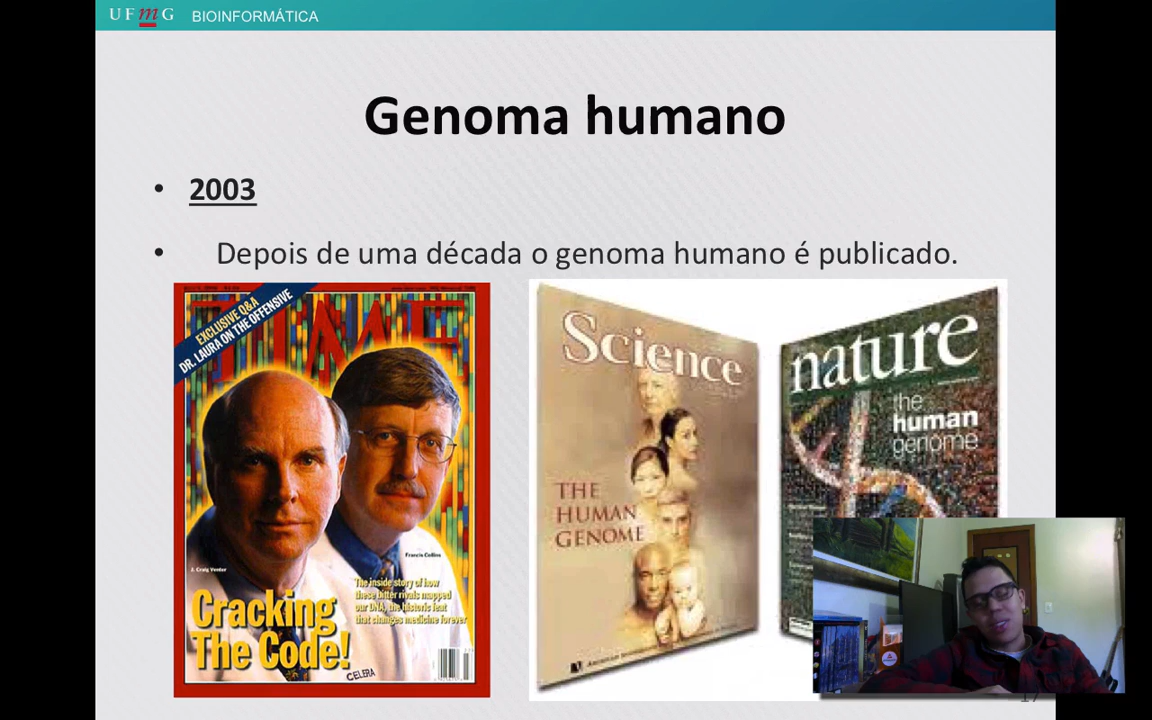 UFmG BIOINFORMÁTICA
Genoma humano
• 2003
• Depois de uma década o genoma humano é publicado.
EXCLUSIVE Q&A
DR. LAURA ON THE OFFENSIVE
TIME
Francis Collins
J. Craig Venter
The inside story of how
these bitter rivals mapped
our DNA, the historic feat
that changes medicine forever
Cracking
The Code!
CELERA
Science
THE
HUMAN
GENOME
nature
the
human
genome
17